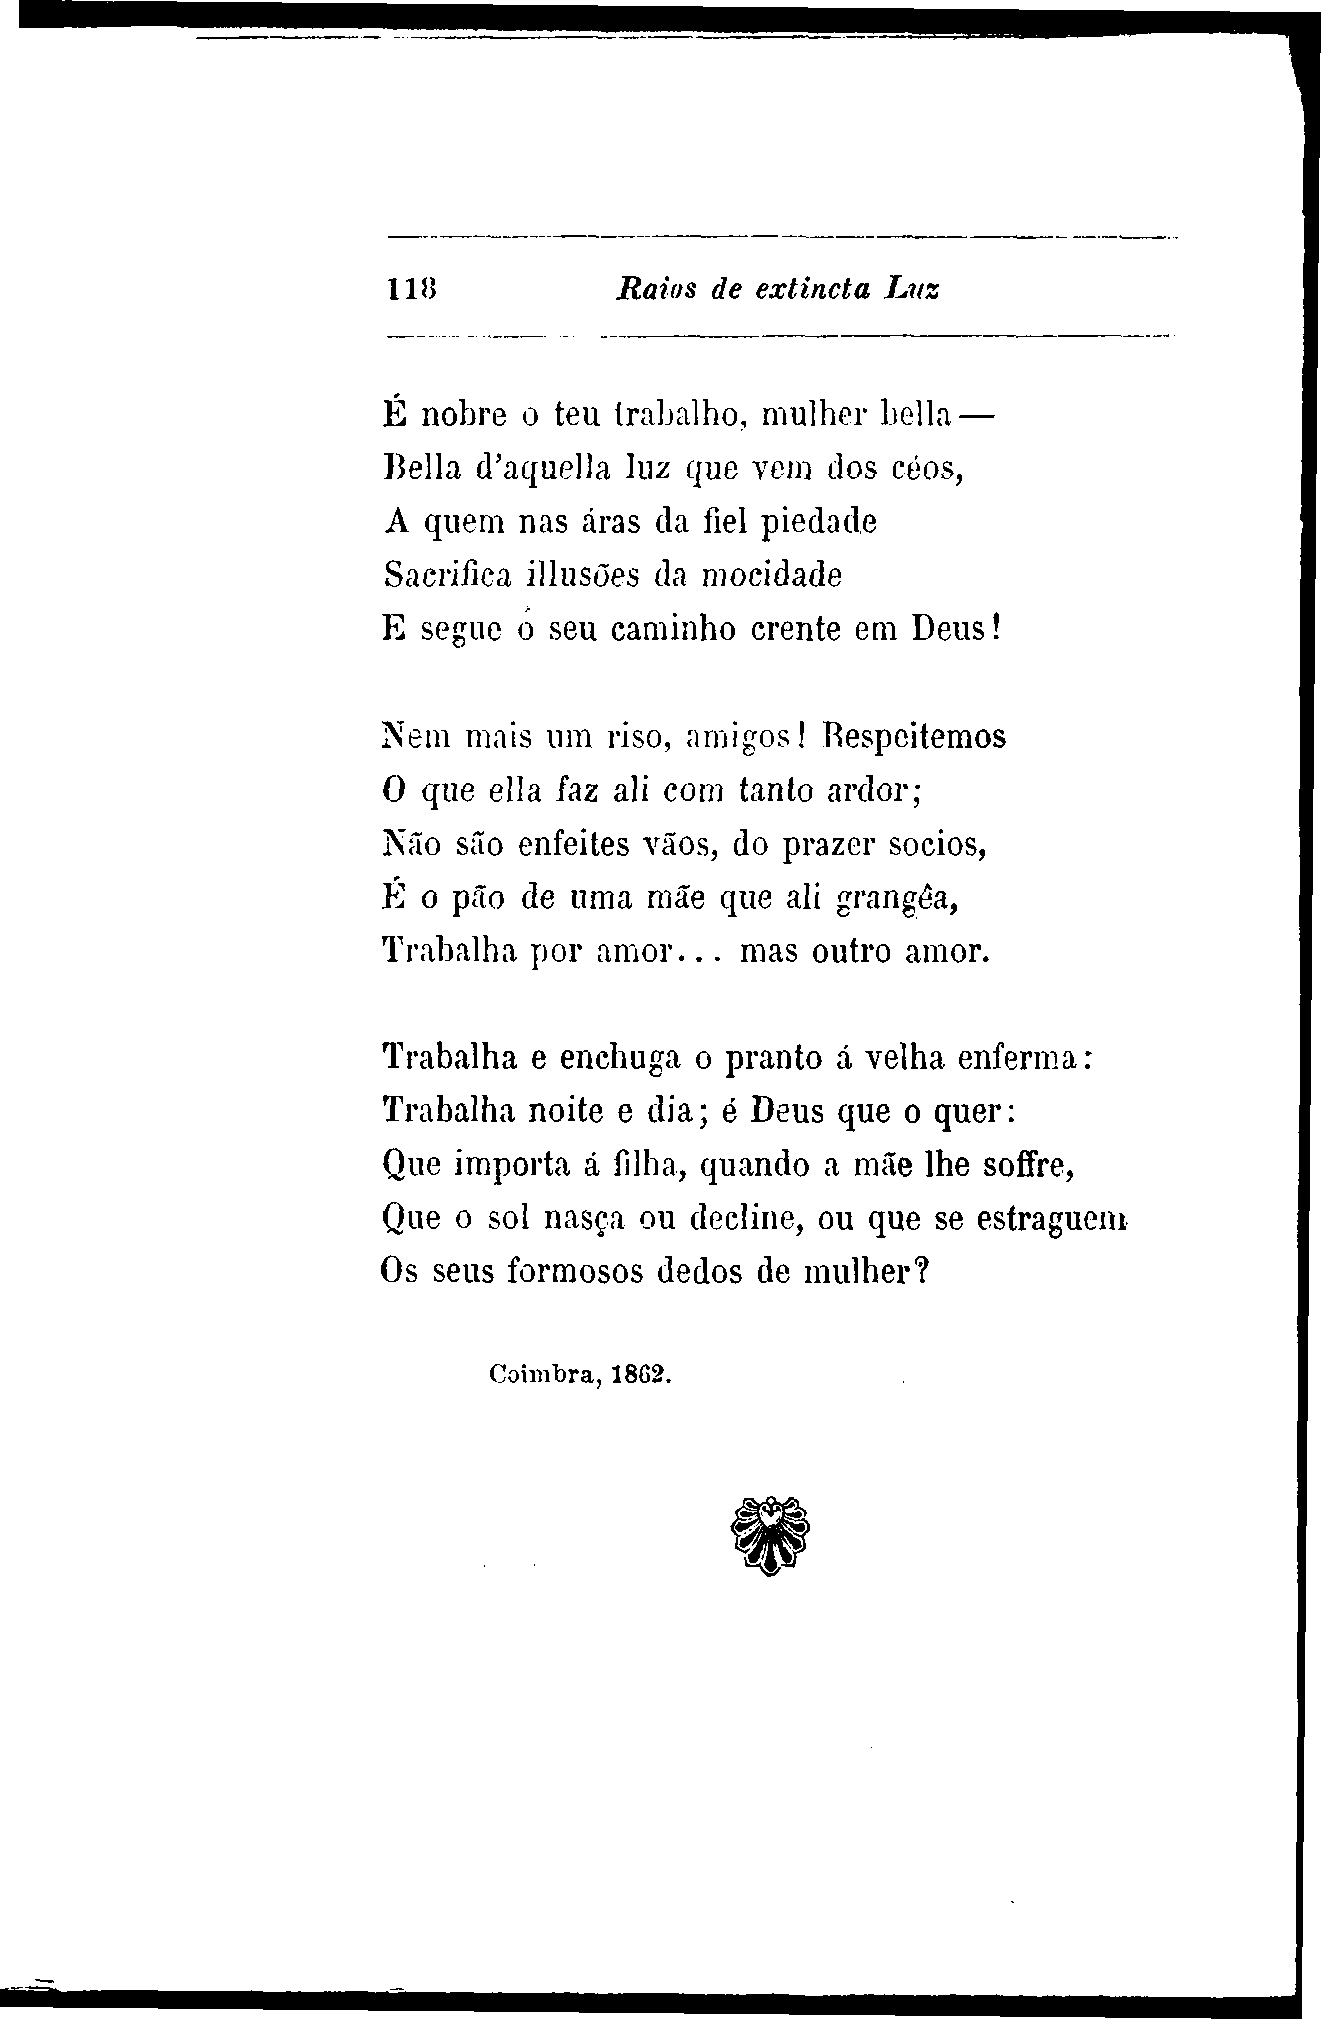 118 Raios de extincta Luz
É nobre o teu trabalho, mulher bella—
Bella d'aquella luz que vem dos céos,
A quem nas áras da fiel piedade
Sacrifica illusões da mocidade
E segue o seu caminho crente em Deus!
Nem mais um riso, amigos! Respeitemos
O que ella faz ali com tanto ardor;
Não são enfeites vãos, do prazer socios,
É o pão de uma mãe que ali grangêa,
Trabalha por amor... mas outro amor.
Trabalha e enchuga o pranto á velha enferma:
Trabalha noite e dia; é Deus que o quer:
Que importa á filha, quando a mãe lhe soffre,
Que o sol nasça ou decline, ou que se estraguem
Os seus formosos dedos de mulher?
Coimbra, 1862.